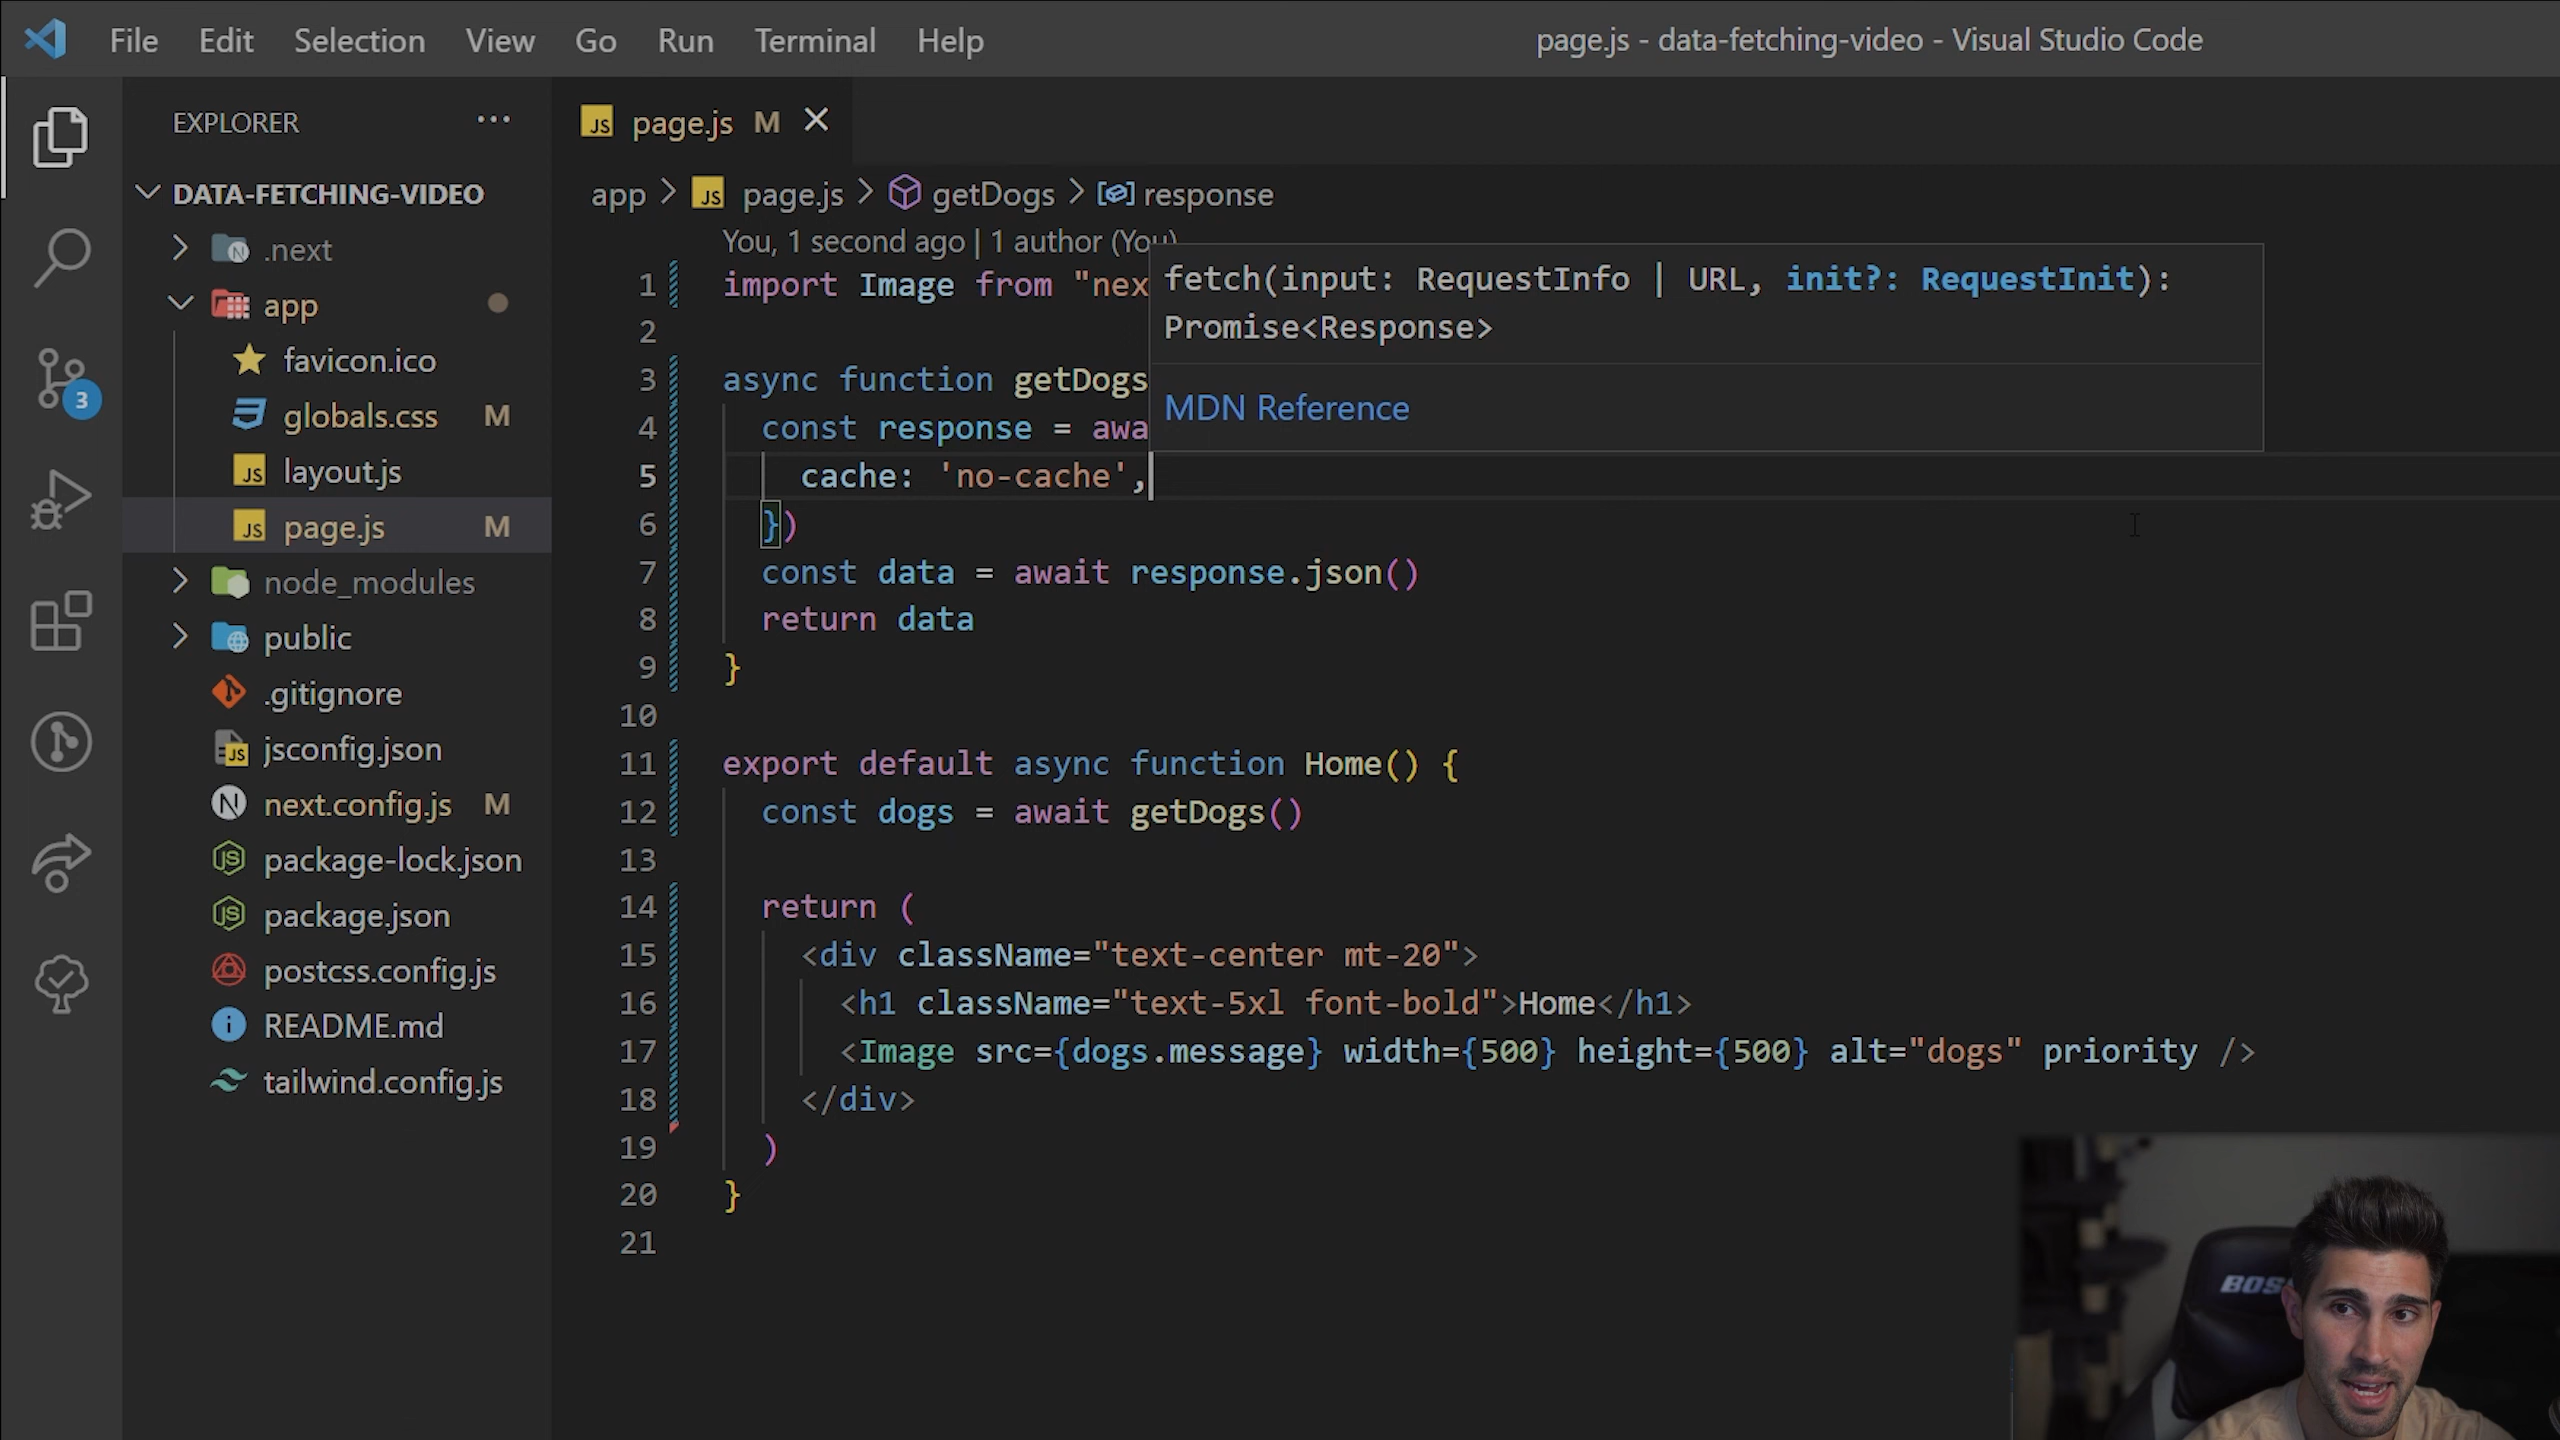 File Edit Selection View Go Run Terminal Help page.js - data-fetching-video - Visual Studio Code
EXPLORER ...
page.js M
DATA-FETCHING-VIDEO
app > page.js > getDogs > response
You, 1 second ago | 1 author (You)
.next
app
favicon.ico
globals.css M
layout.js
page.js M
node_modules
public
.gitignore
jsconfig.json
next.config.js M
package-lock.json
package.json
postcss.config.js
README.md
tailwind.config.js
3
1 import Image from "nex
2
3 async function getDogs
4 const response = awa
5 cache: 'no-cache',
6 })
7 const data = await response.json()
8 return data
9 }
10
11 export default async function Home() {
12 const dogs = await getDogs()
13
14 return (
15 <div className="text-center mt-20">
16 <h1 className="text-5xl font-bold">Home</h1>
17 <Image src={dogs.message} width={500} height={500} alt="dogs" priority />
18 </div>
19 )
20 }
21
fetch(input: RequestInfo | URL, init?: RequestInit):
Promise<Response>
MDN Reference